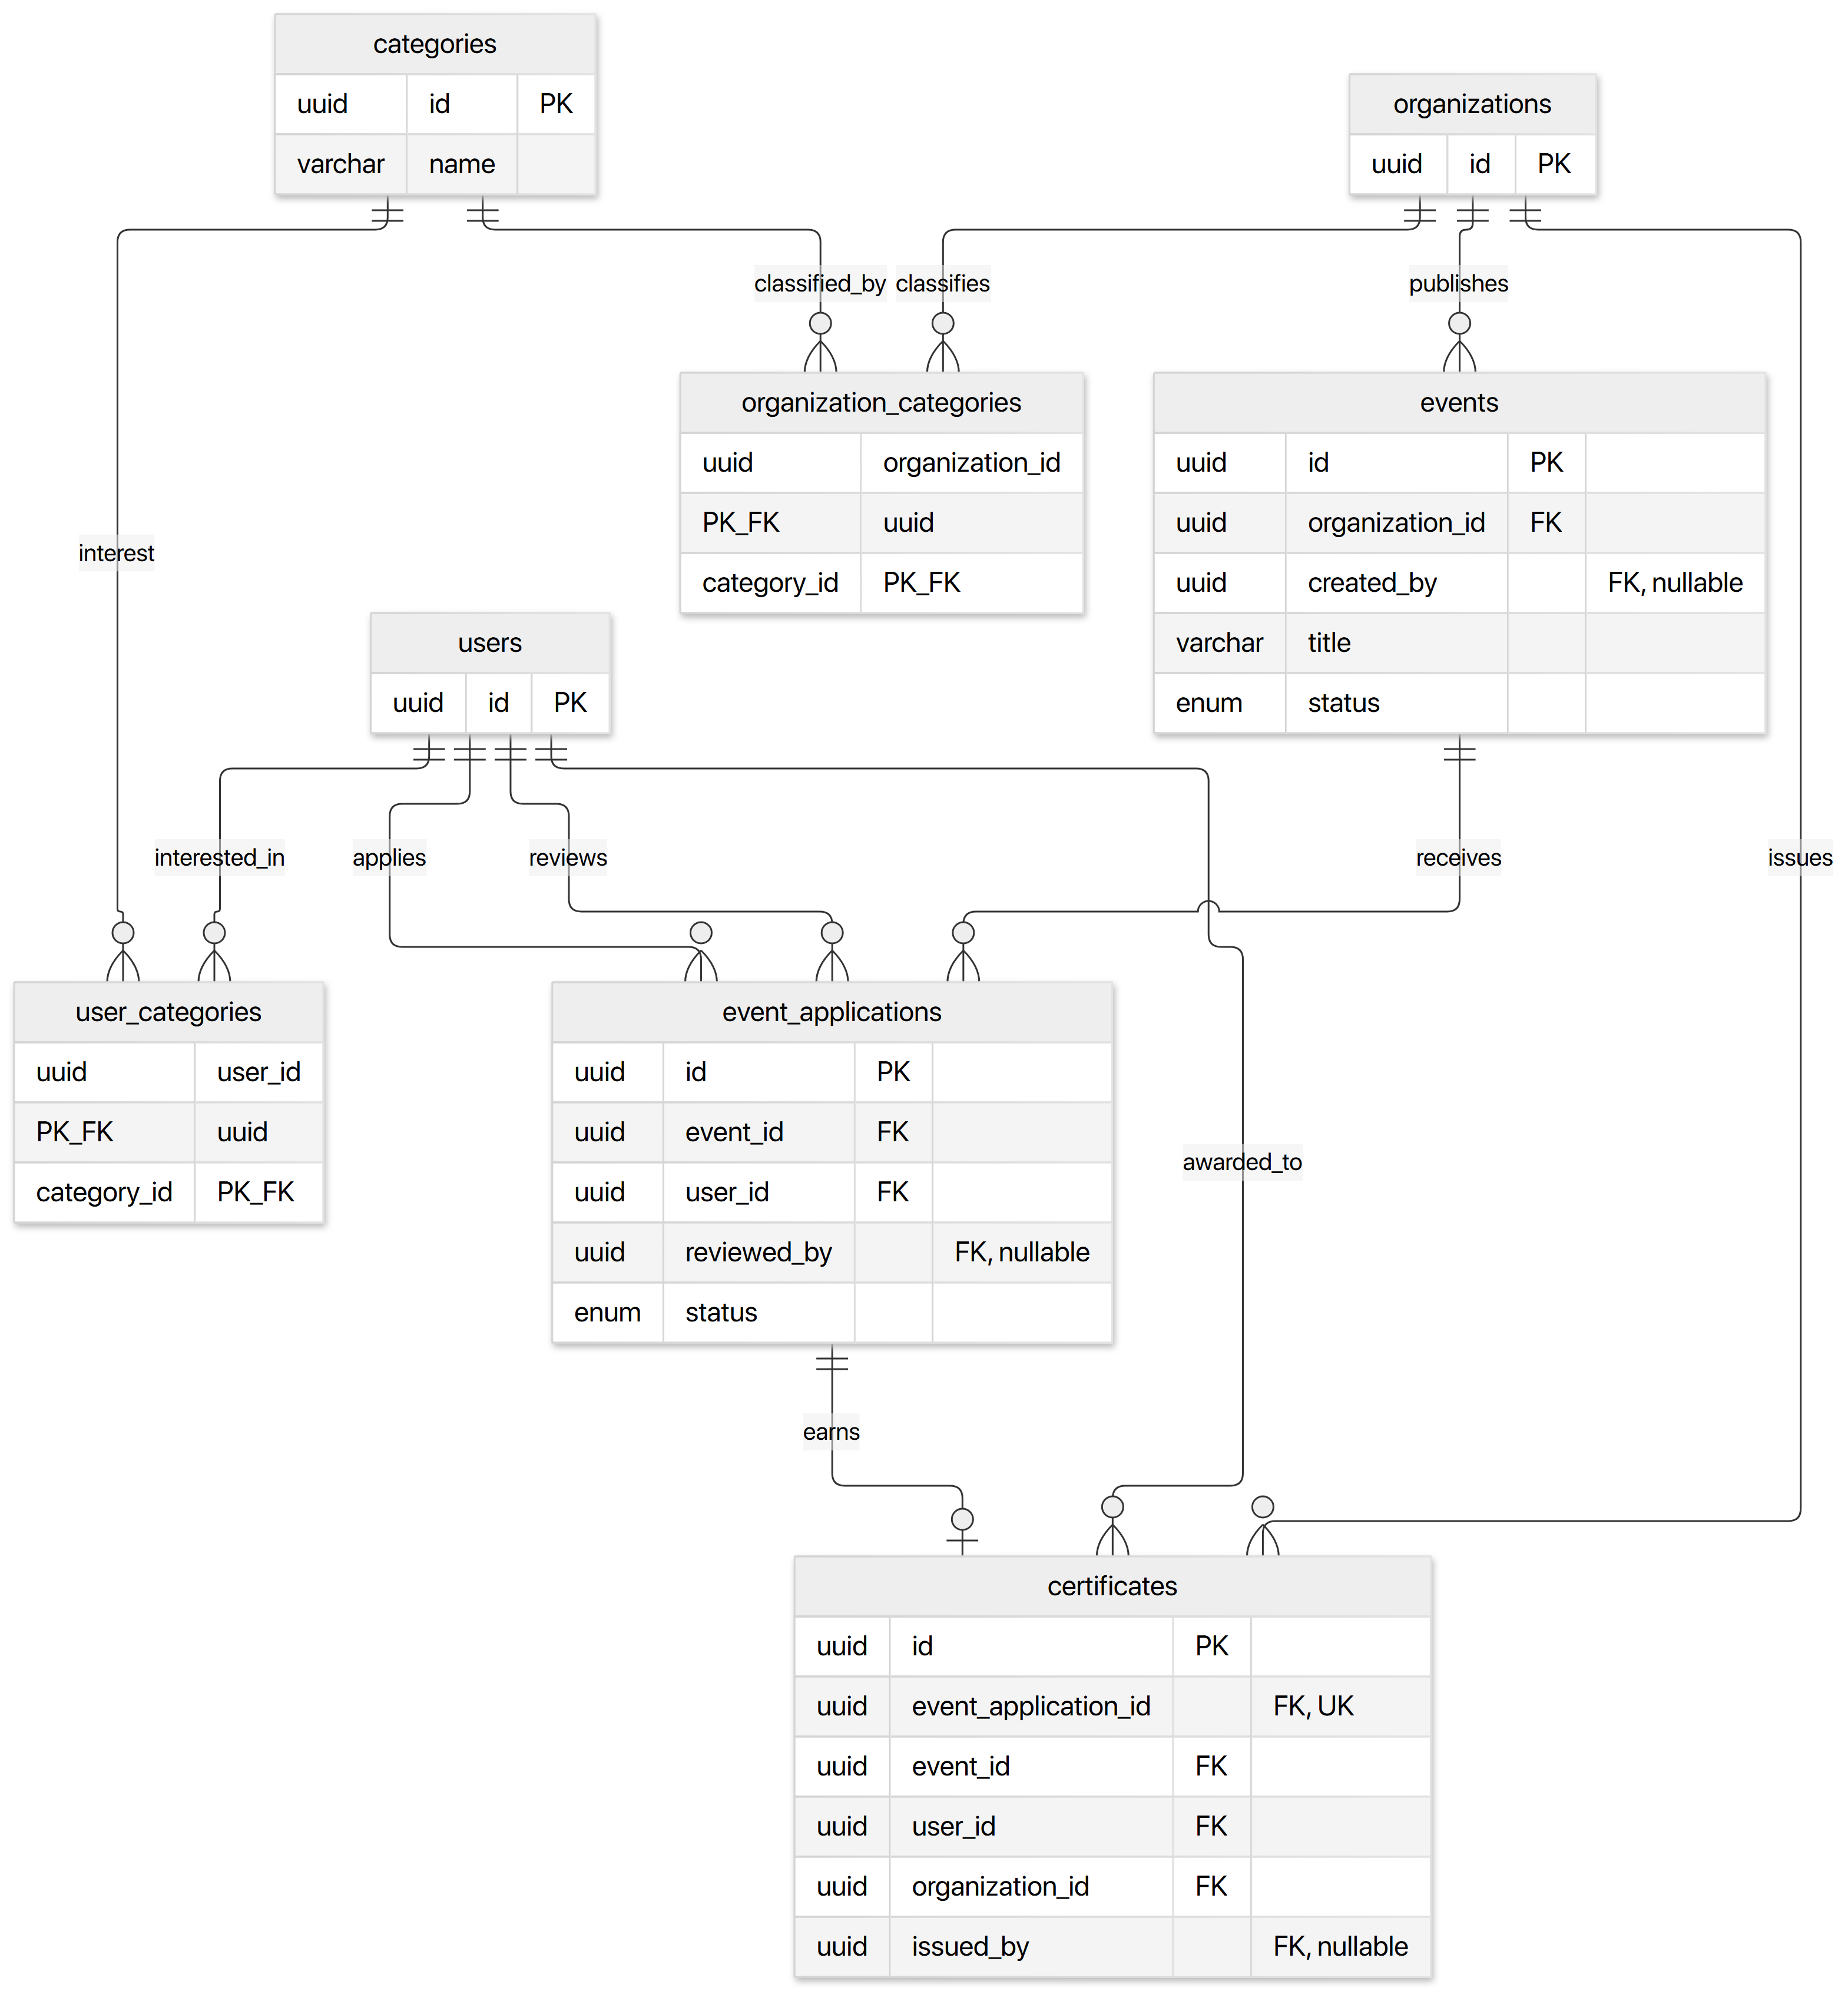 categories
uuid id PK
varchar name
organizations
uuid id PK
classified_by
classifies
publishes
organization_categories
uuid organization_id
PK_FK uuid
category_id PK_FK
events
uuid id PK
uuid organization_id FK
uuid created_by FK, nullable
varchar title
enum status
interest
users
uuid id PK
interested_in
applies
reviews
receives
issues
user_categories
uuid user_id
PK_FK uuid
category_id PK_FK
event_applications
uuid id PK
uuid event_id FK
uuid user_id FK
uuid reviewed_by FK, nullable
enum status
awarded_to
earns
certificates
uuid id PK
uuid event_application_id FK, UK
uuid event_id FK
uuid user_id FK
uuid organization_id FK
uuid issued_by FK, nullable